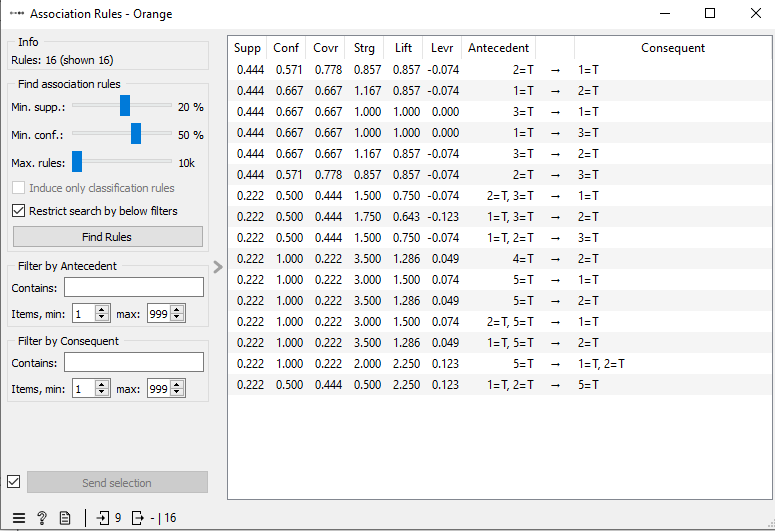 Association Rules - Orange
Info
Rules: 16 (shown 16)
Find association rules
Min. supp.: 20 %
Min. conf.: 50 %
Max. rules: 10k
Induce only classification rules
Restrict search by below filters
Find Rules
Filter by Antecedent
Contains:
Items, min: 1 max: 999
Filter by Consequent
Contains:
Items, min: 1 max: 999
Send selection
9 - | 16
Supp Conf Covr Strg Lift Levr Antecedent Consequent
0.444 0.571 0.778 0.857 0.857 -0.074 2=T → 1=T
0.444 0.667 0.667 1.167 0.857 -0.074 1=T → 2=T
0.444 0.667 0.667 1.000 1.000 0.000 3=T → 1=T
0.444 0.667 0.667 1.000 1.000 0.000 1=T → 3=T
0.444 0.667 0.667 1.167 0.857 -0.074 3=T → 2=T
0.444 0.571 0.778 0.857 0.857 -0.074 2=T → 3=T
0.222 0.500 0.444 1.500 0.750 -0.074 2=T, 3=T → 1=T
0.222 0.500 0.444 1.750 0.643 -0.123 1=T, 3=T → 2=T
0.222 0.500 0.444 1.500 0.750 -0.074 1=T, 2=T → 3=T
0.222 1.000 0.222 3.500 1.286 0.049 4=T → 2=T
0.222 1.000 0.222 3.000 1.500 0.074 5=T → 1=T
0.222 1.000 0.222 3.500 1.286 0.049 5=T → 2=T
0.222 1.000 0.222 3.000 1.500 0.074 2=T, 5=T → 1=T
0.222 1.000 0.222 3.500 1.286 0.049 1=T, 5=T → 2=T
0.222 1.000 0.222 2.000 2.250 0.123 5=T → 1=T, 2=T
0.222 0.500 0.444 0.500 2.250 0.123 1=T, 2=T → 5=T